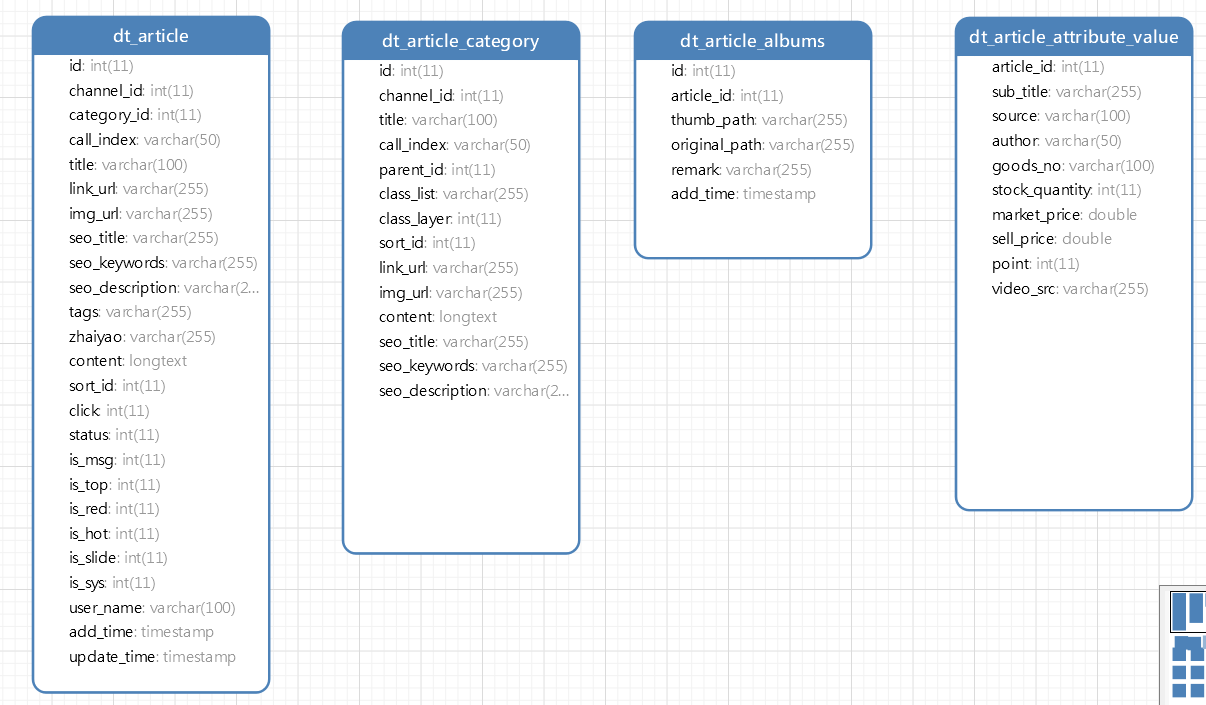 dt_article
id: int(11)
channel_id: int(11)
category_id: int(11)
call_index: varchar(50)
title: varchar(100)
link_url: varchar(255)
img_url: varchar(255)
seo_title: varchar(255)
seo_keywords: varchar(255)
seo_description: varchar(2...
tags: varchar(255)
zhaiyao: varchar(255)
content: longtext
sort_id: int(11)
click: int(11)
status: int(11)
is_msg: int(11)
is_top: int(11)
is_red: int(11)
is_hot: int(11)
is_slide: int(11)
is_sys: int(11)
user_name: varchar(100)
add_time: timestamp
update_time: timestamp
dt_article_category
id: int(11)
channel_id: int(11)
title: varchar(100)
call_index: varchar(50)
parent_id: int(11)
class_list: varchar(255)
class_layer: int(11)
sort_id: int(11)
link_url: varchar(255)
img_url: varchar(255)
content: longtext
seo_title: varchar(255)
seo_keywords: varchar(255)
seo_description: varchar(2...
dt_article_albums
id: int(11)
article_id: int(11)
thumb_path: varchar(255)
original_path: varchar(255)
remark: varchar(255)
add_time: timestamp
dt_article_attribute_value
article_id: int(11)
sub_title: varchar(255)
source: varchar(100)
author: varchar(50)
goods_no: varchar(100)
stock_quantity: int(11)
market_price: double
sell_price: double
point: int(11)
video_src: varchar(255)